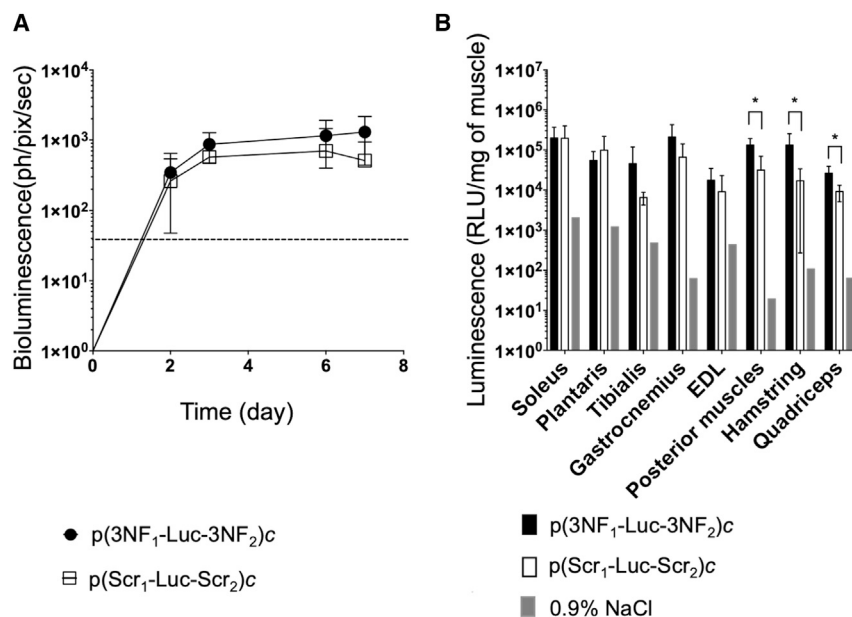 A
Bioluminescence(ph/pix/sec)
1×10⁴
1×10³
1×10²
1×10¹
1×10⁰
0
2
4
6
8
Time (day)
p(3NF₁-Luc-3NF₂)c
p(Scr₁-Luc-Scr₂)c
B
Luminescence (RLU/mg of muscle)
1×10⁷
1×10⁶
1×10⁵
1×10⁴
1×10³
1×10²
1×10¹
1×10⁰
*
*
*
Soleus
Plantaris
Tibialis
Gastrocnemius
EDL
Posterior muscles
Hamstring
Quadriceps
p(3NF₁-Luc-3NF₂)c
p(Scr₁-Luc-Scr₂)c
0.9% NaCl